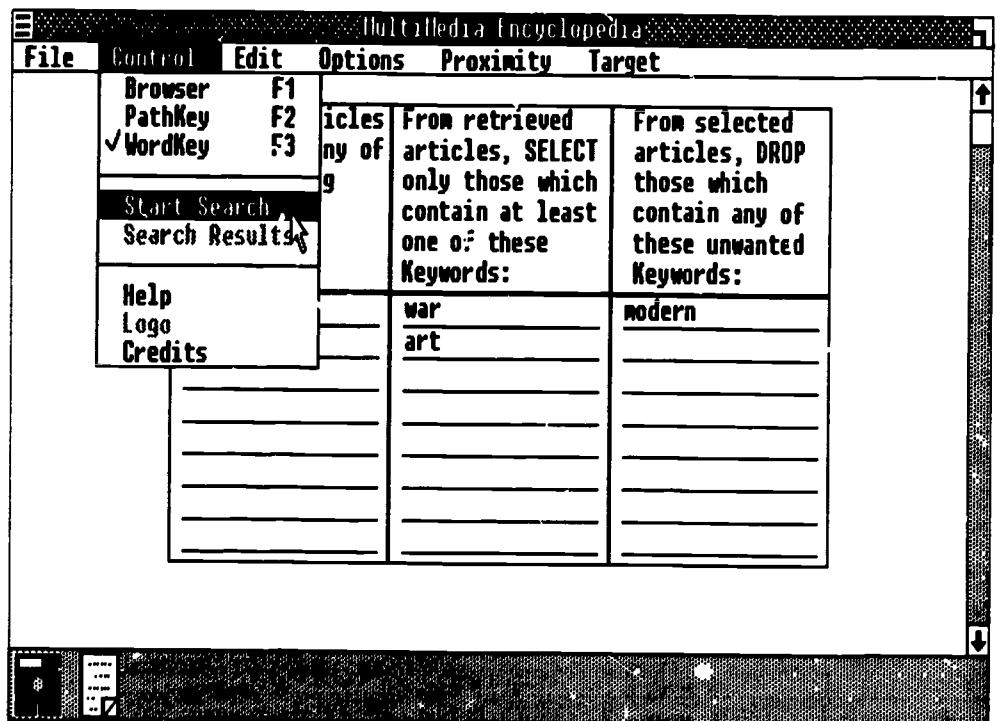 MultiMedia Encyclopedia
File Control Edit Options Proximity Target
Browser F1
PathKey F2
✓WordKey F3
Start Search
Search Results
Help
Logo
Credits
icles
ny of
g
From retrieved
articles, SELECT
only those which
contain at least
one of these
Keywords:
war
art
From selected
articles, DROP
those which
contain any of
these unwanted
Keywords:
modern